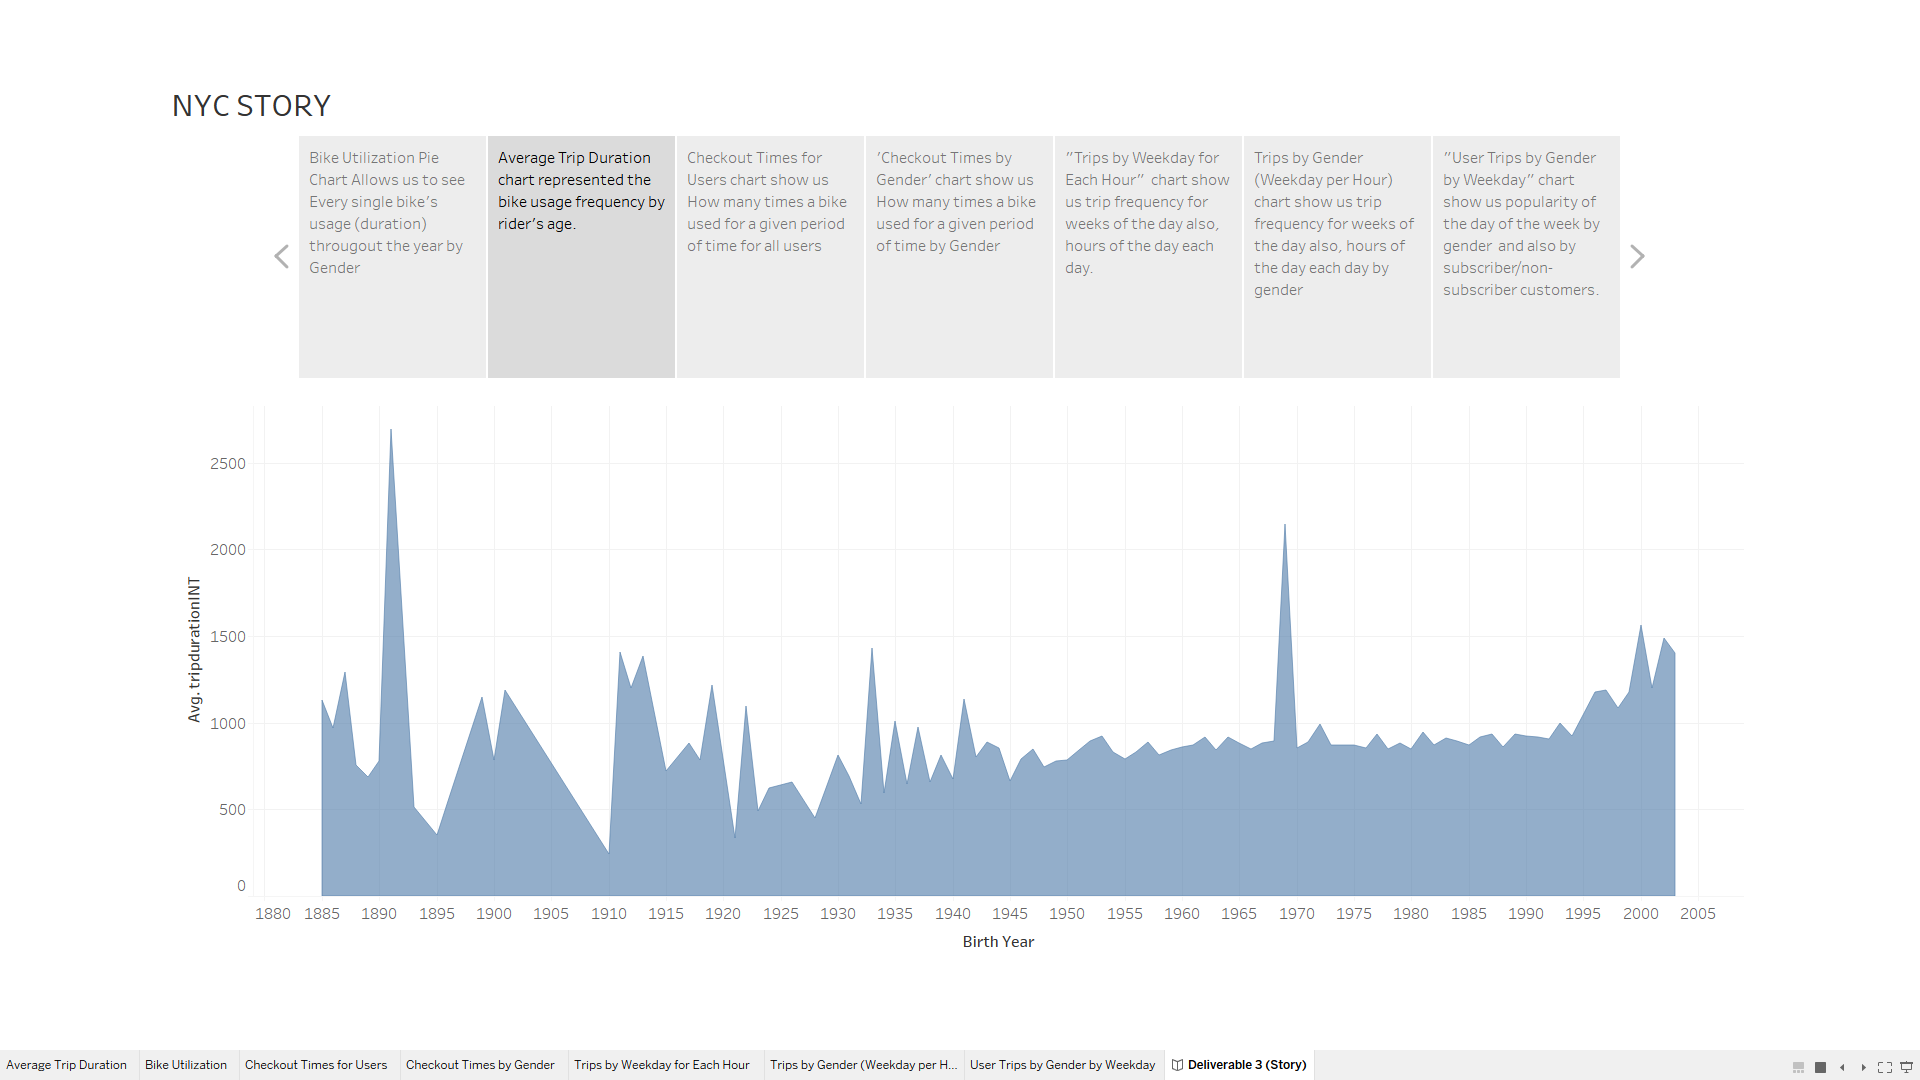 NYC STORY
Bike Utilization Pie
Chart Allows us to see
Every single bike's
usage (duration)
througout the year by
Gender
Average Trip Duration
chart represented the
bike usage frequency by
rider's age.
Checkout Times for
Users chart show us
How many times a bike
used for a given period
of time for all users
'Checkout Times by
Gender' chart show us
How many times a bike
used for a given period
of time by Gender
"Trips by Weekday for
Each Hour"  chart show
us trip frequency for
weeks of the day also,
hours of the day each
day.
Trips by Gender
(Weekday per Hour)
chart show us trip
frequency for weeks of
the day also, hours of
the day each day by
gender
"User Trips by Gender
by Weekday" chart
show us popularity of
the day of the week by
gender  and also by
subscriber/non-
subscriber customers.
Avg. tripdurationINT
2500
2000
1500
1000
500
0
1880 1885 1890 1895 1900 1905 1910 1915 1920 1925 1930 1935 1940 1945 1950 1955 1960 1965 1970 1975 1980 1985 1990 1995 2000 2005
Birth Year
Average Trip Duration Bike Utilization Checkout Times for Users Checkout Times by Gender Trips by Weekday for Each Hour Trips by Gender (Weekday per H... User Trips by Gender by Weekday Deliverable 3 (Story)